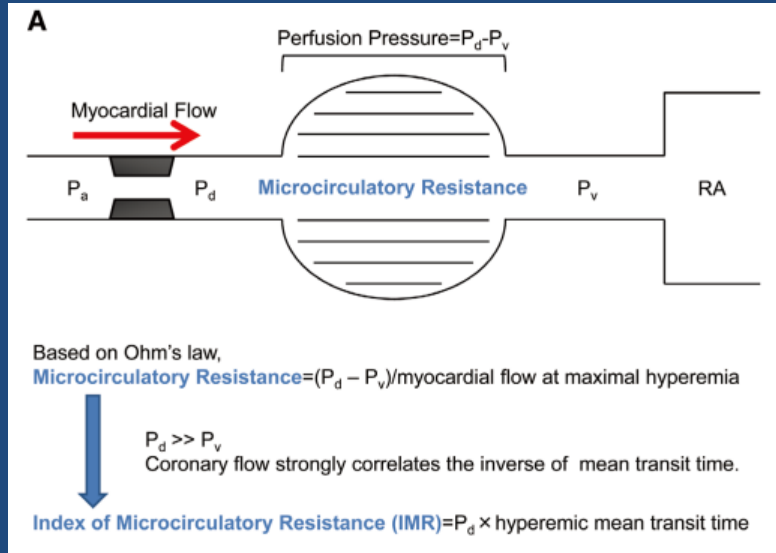 A
Perfusion Pressure=Pd-Pv
Myocardial Flow
Pa
Pd
Microcirculatory Resistance
Pv
RA
Based on Ohm's law,
Microcirculatory Resistance=(Pd – Pv)/myocardial flow at maximal hyperemia
Pd >> Pv
Coronary flow strongly correlates the inverse of mean transit time.
Index of Microcirculatory Resistance (IMR)=Pd × hyperemic mean transit time